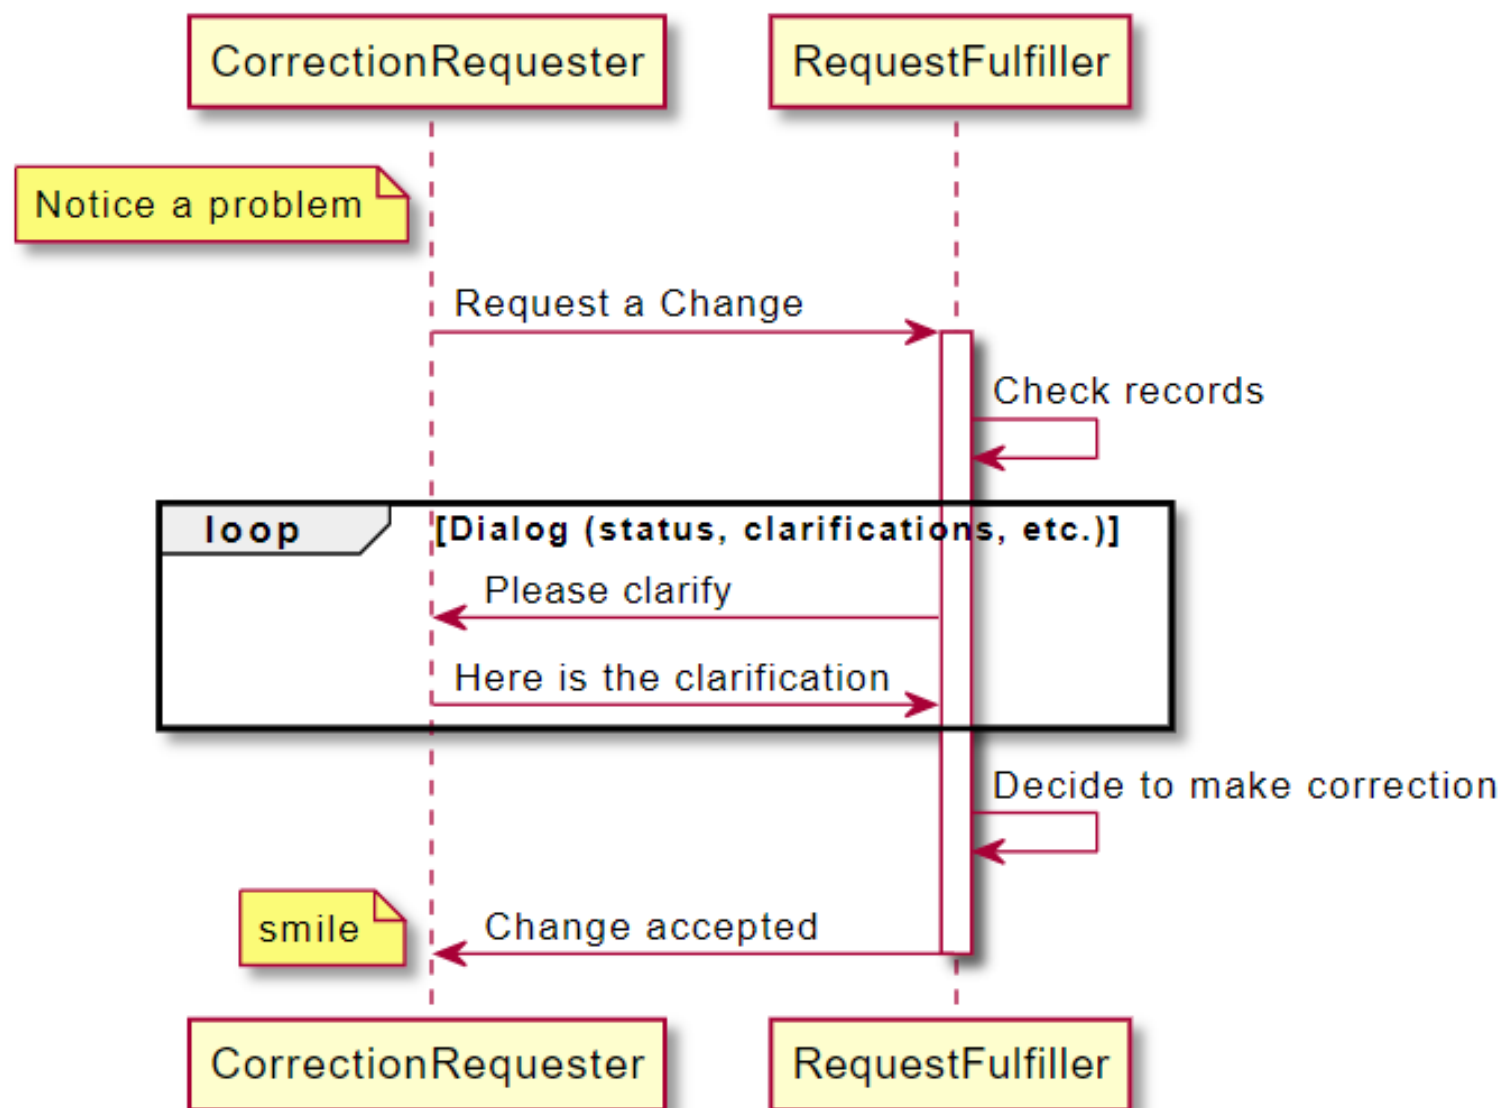 CorrectionRequester
RequestFulfiller
Notice a problem
Request a Change
Check records
loop
[Dialog (status, clarifications, etc.)]
Please clarify
Here is the clarification
Decide to make correction
smile
Change accepted
CorrectionRequester
RequestFulfiller